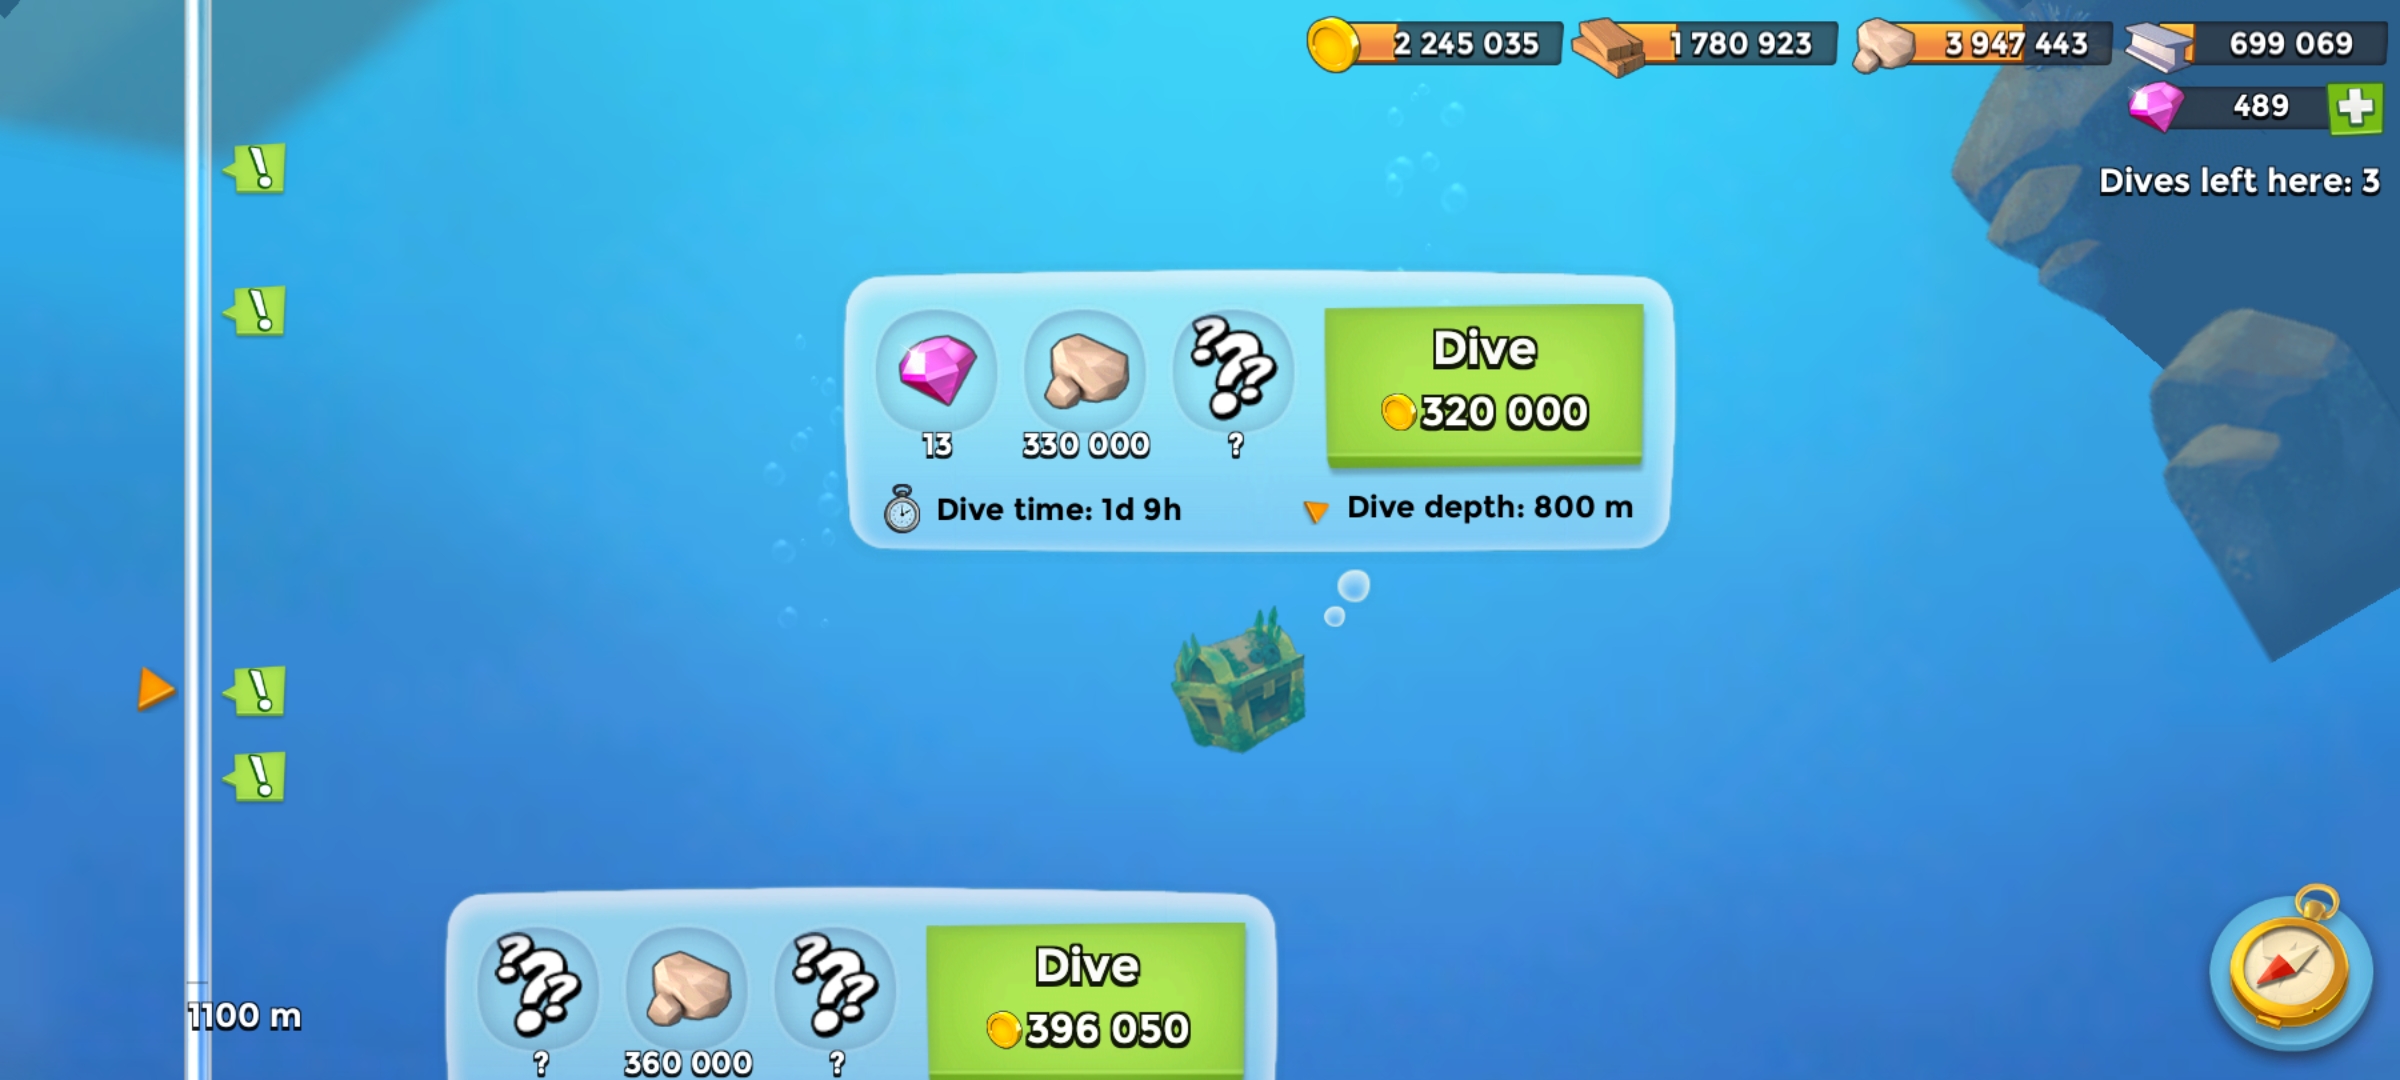 2 245 035
1 780 923
3 947 443
699 069
489
Dives left here: 3
!
!
???
Dive
320 000
13
330 000
?
Dive time: 1d 9h
Dive depth: 800 m
!
!
???
???
Dive
396 050
1100 m
?
360 000
?